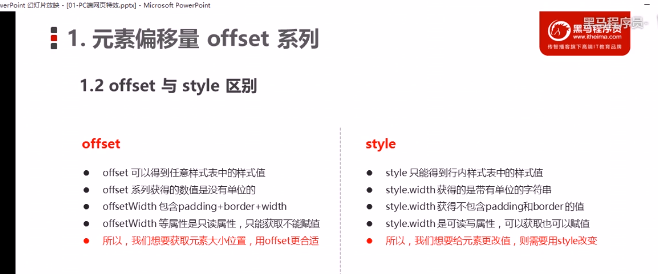 werPoint 幻灯片放映 - [01-PC端网页特效.pptx] - Microsoft PowerPoint
1. 元素偏移量 offset 系列
黑马程序员
www.itheima.com
传智播客旗下高端IT教育品牌
1.2 offset 与 style 区别
offset
● offset 可以得到任意样式表中的样式值
● offset 系列获得的数值是没有单位的
● offsetWidth 包含padding+border+width
● offsetWidth 等属性是只读属性，只能获取不能赋值
● 所以，我们想要获取元素大小位置，用offset更合适
style
● style 只能得到行内样式表中的样式值
● style.width 获得的是带有单位的字符串
● style.width 获得不包含padding和border 的值
● style.width 是可读写属性，可以获取也可以赋值
● 所以，我们想要给元素更改值，则需要用style改变